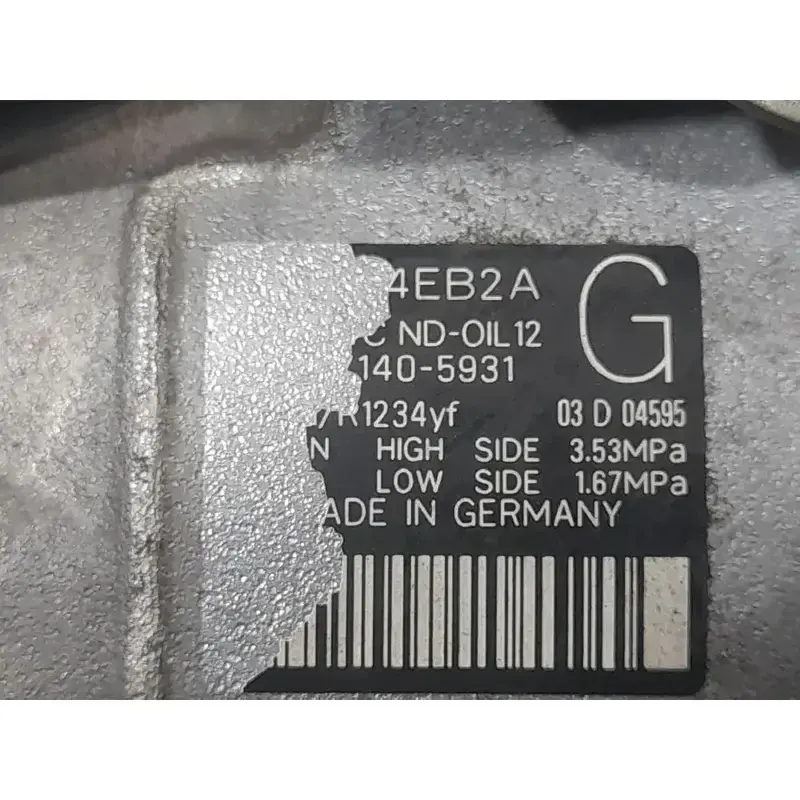 4EB2A
G
C ND-OIL12
140-5931
/R1234yf 03 D 04595
N HIGH SIDE 3.53MPa
LOW SIDE 1.67MPa
ADE IN GERMANY